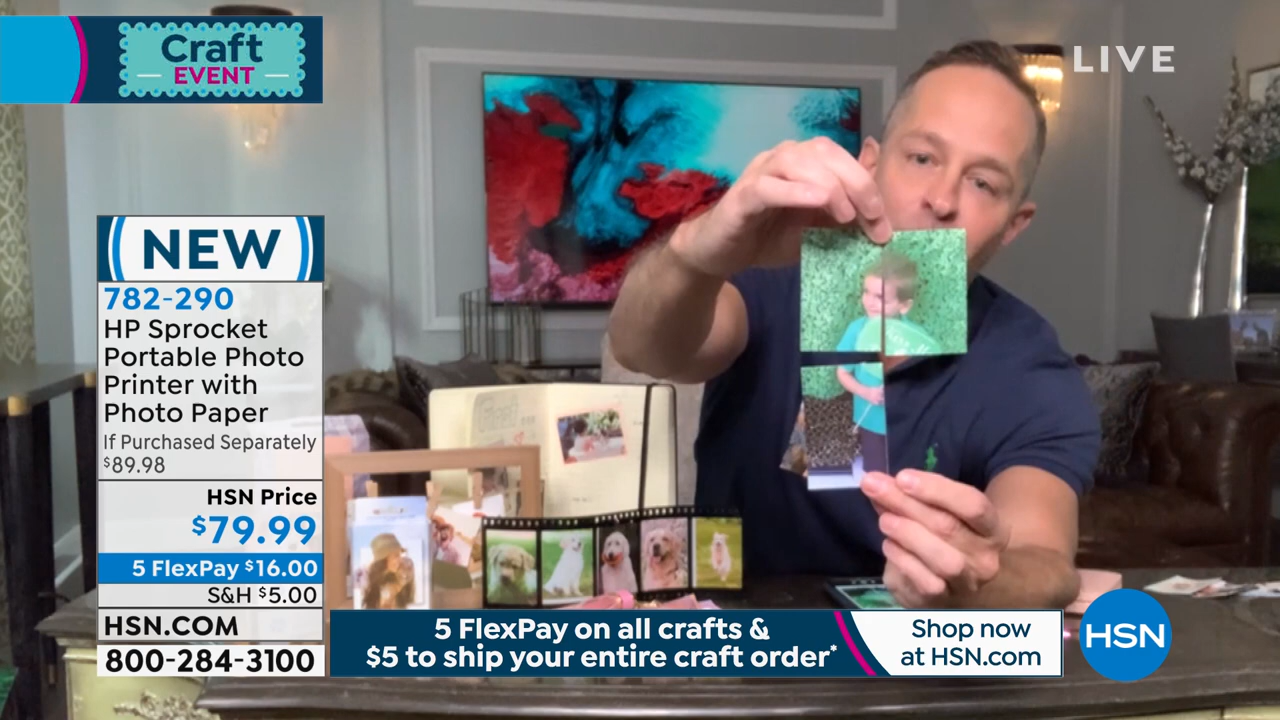 Craft
EVENT
LIVE
NEW
782-290
HP Sprocket
Portable Photo
Printer with
Photo Paper
If Purchased Separately
$89.98
HSN Price
$79.99
5 FlexPay $16.00
S&H $5.00
HSN.COM
800-284-3100
5 FlexPay on all crafts &
$5 to ship your entire craft order*
Shop now
at HSN.com
HSN